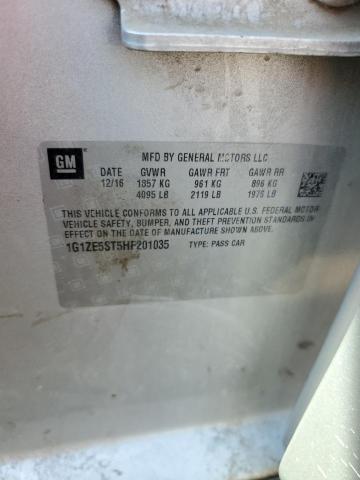 GM
MFD BY GENERAL MOTORS LLC
DATE GVWR GAWR FRT GAWR RR
12/16 1857 KG 961 KG 896 KG
4095 LB 2119 LB 1976 LB
THIS VEHICLE CONFORMS TO ALL APPLICABLE U.S. FEDERAL MOTOR
VEHICLE SAFETY, BUMPER, AND THEFT PREVENTION STANDARDS
IN EFFECT ON THE DATE OF MANUFACTURE SHOWN ABOVE.
1G1ZE5ST5HF201035 TYPE: PASS CAR